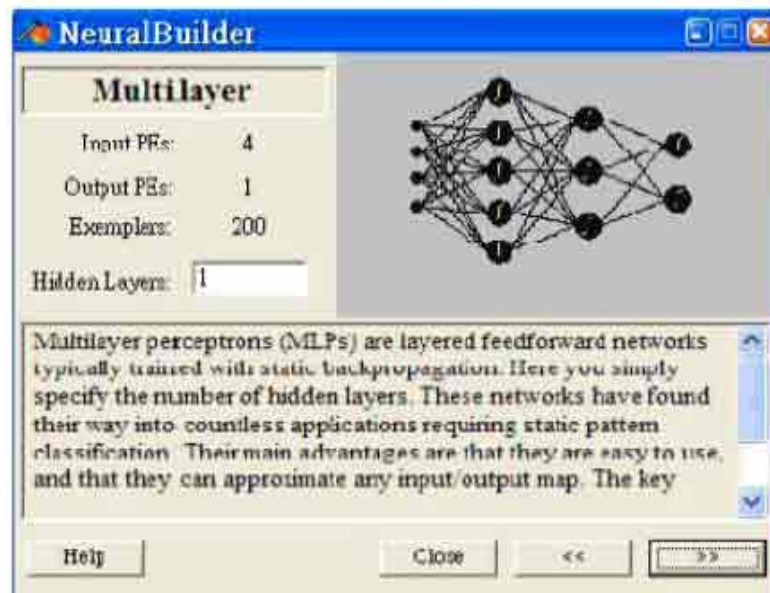 NeuralBuilder
Multilayer
Input PEs: 4
Output PEs: 1
Exemplers: 200
Hidden Layers: 1
Multilayer perceptrons (MLPs) are layered feedforward networks
typically trained with static backpropagation. Here you simply
specify the number of hidden layers. These networks have found
their way into countless applications requiring static pattern
classification. Their main advantages are that they are easy to use,
and that they can approximate any input/output map. The key
Help
Close
<<
>>